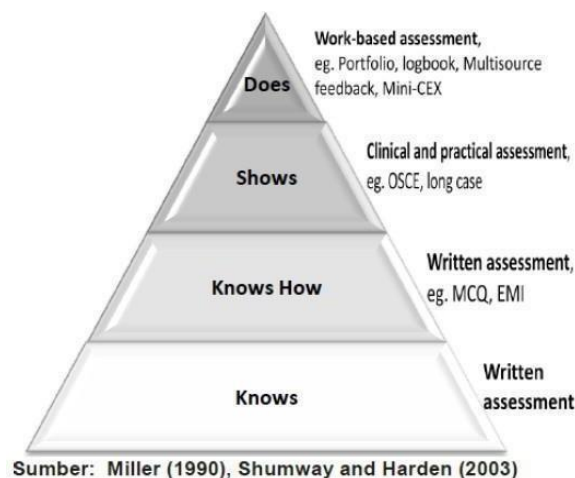 Work-based assessment,
eg. Portfolio, logbook, Multisource
feedback, Mini-CEX
Does
Clinical and practical assessment,
eg. OSCE, long case
Shows
Written assessment,
eg. MCQ, EMI
Knows How
Written
assessment
Knows
Sumber: Miller (1990), Shumway and Harden (2003)